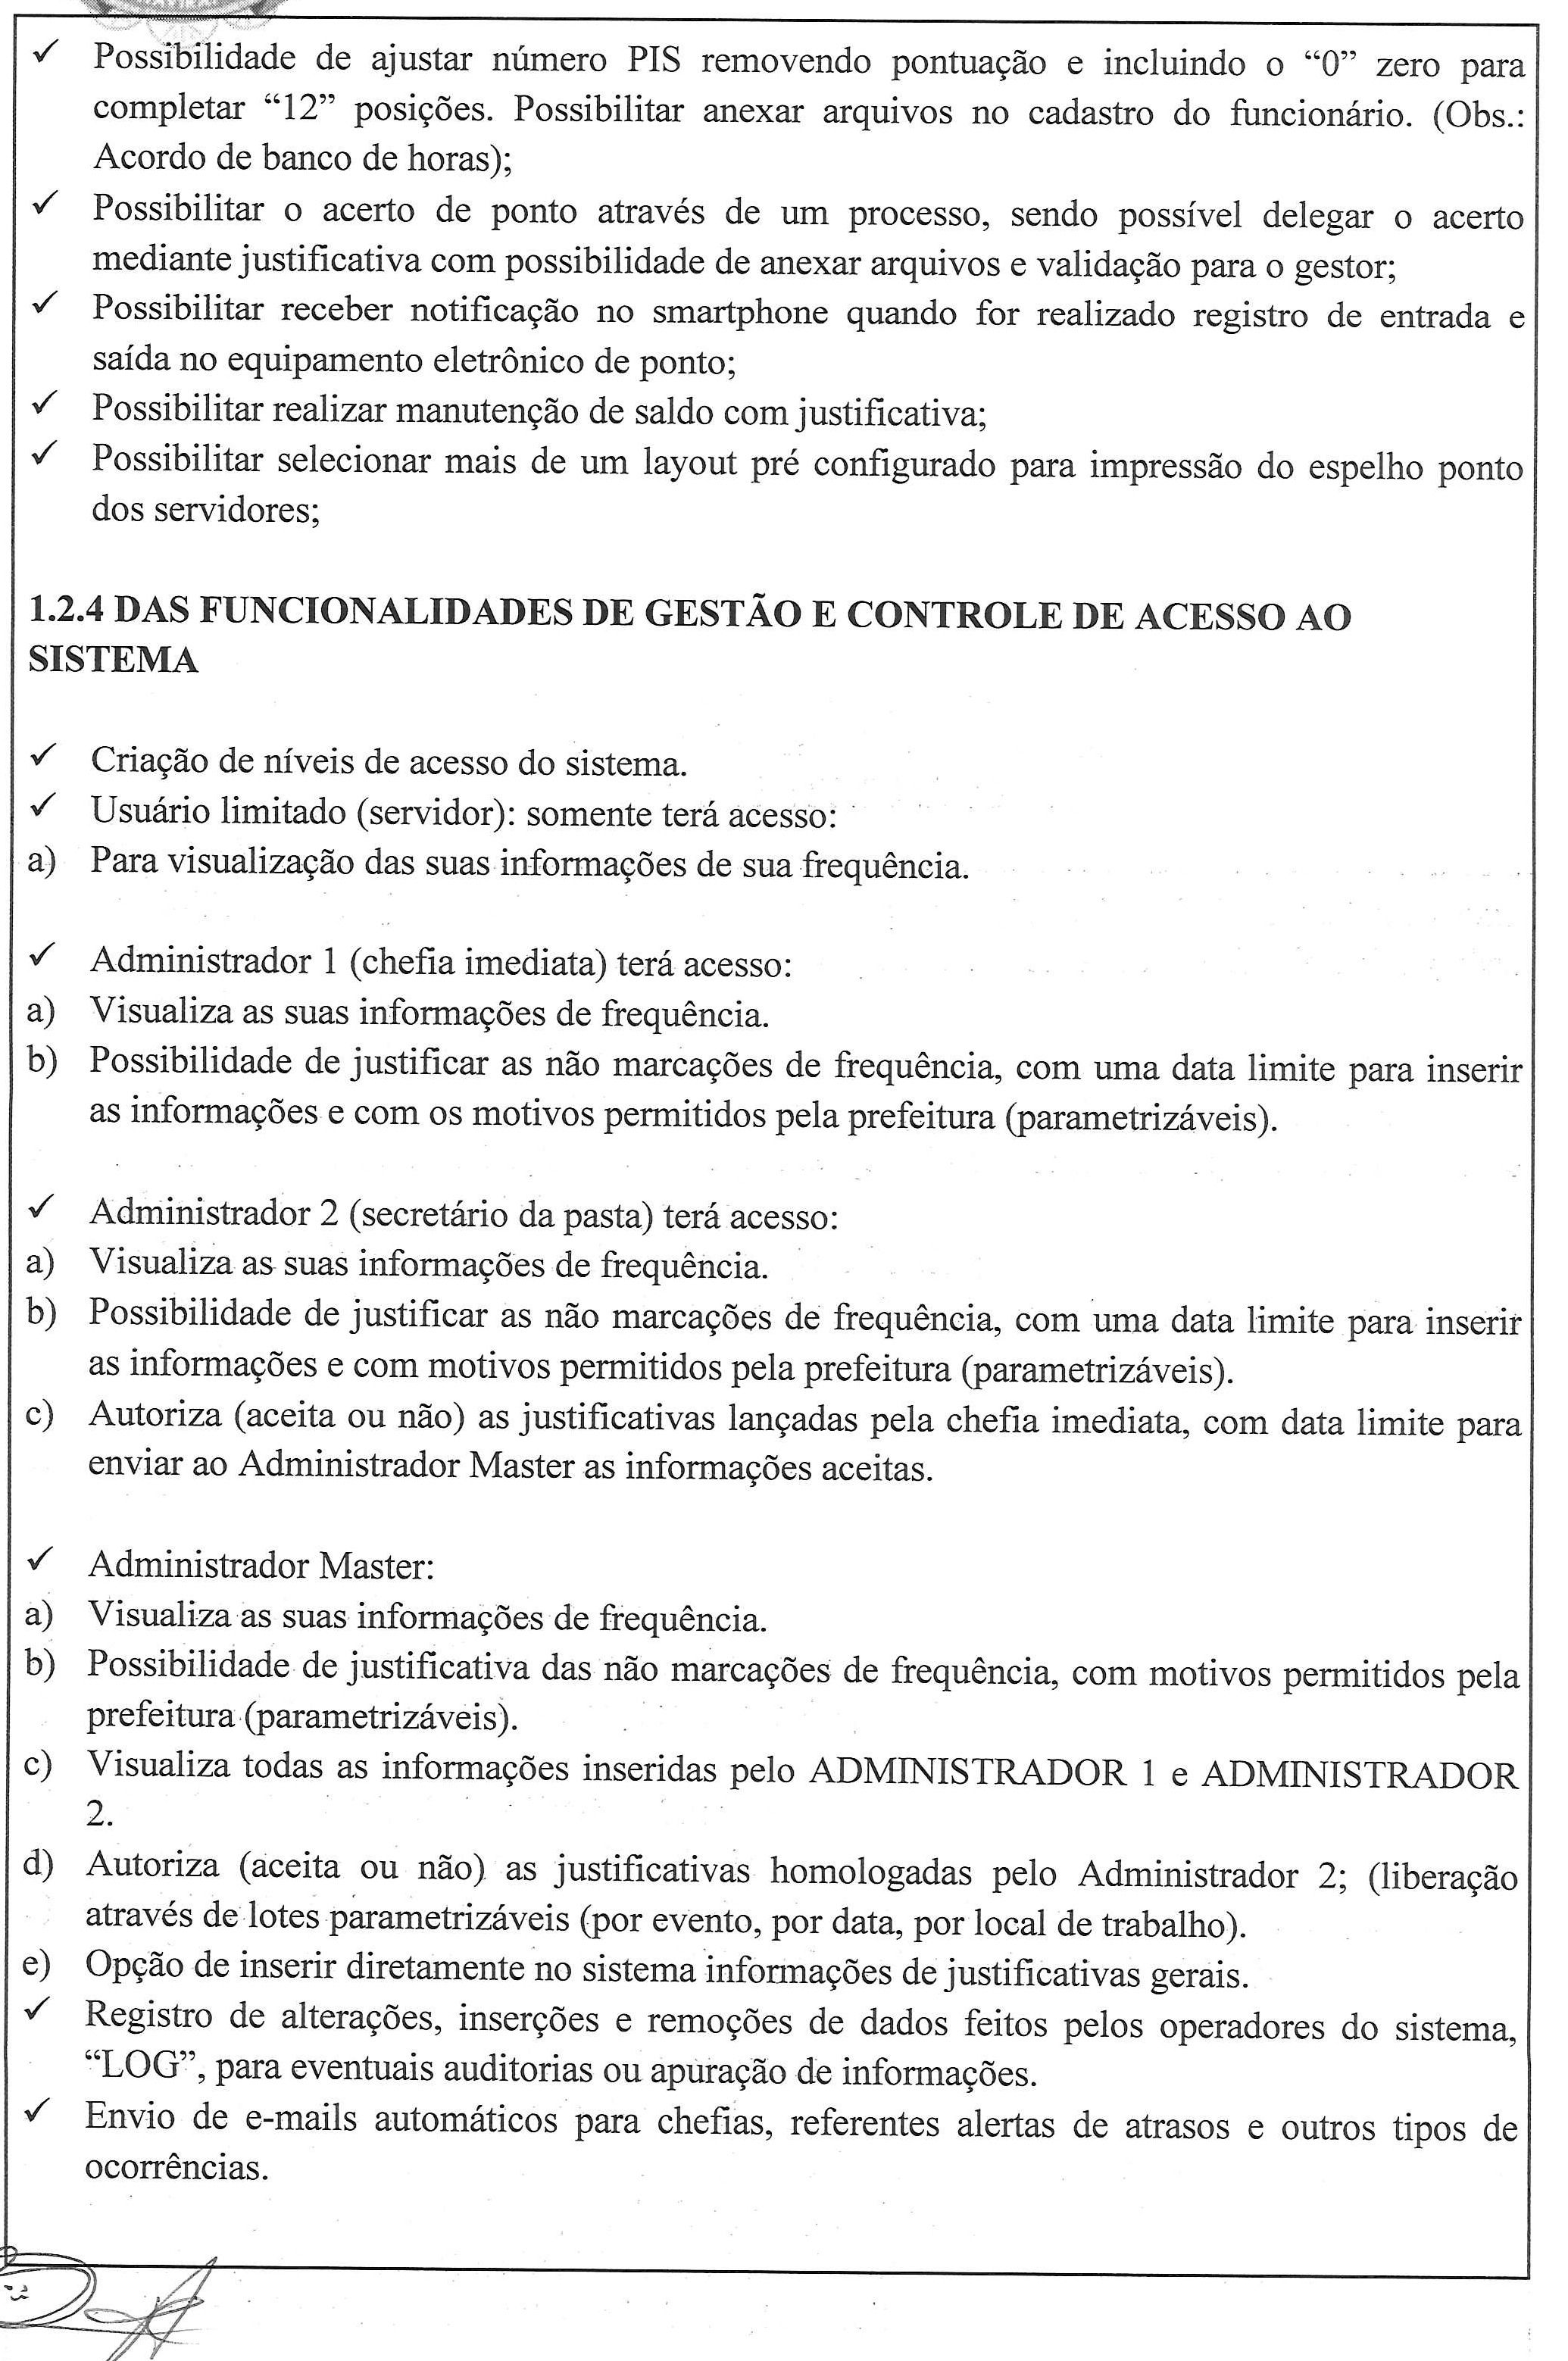 ✓ Possibilidade de ajustar número PIS removendo pontuação e incluindo o “0” zero para
completar “12” posições. Possibilitar anexar arquivos no cadastro do funcionário. (Obs.:
Acordo de banco de horas);
✓ Possibilitar o acerto de ponto através de um processo, sendo possível delegar o acerto
mediante justificativa com possibilidade de anexar arquivos e validação para o gestor;
✓ Possibilitar receber notificação no smartphone quando for realizado registro de entrada e
saída no equipamento eletrônico de ponto;
✓ Possibilitar realizar manutenção de saldo com justificativa;
✓ Possibilitar selecionar mais de um layout pré configurado para impressão do espelho ponto
dos servidores;
1.2.4 DAS FUNCIONALIDADES DE GESTÃO E CONTROLE DE ACESSO AO
SISTEMA
✓ Criação de níveis de acesso do sistema.
✓ Usuário limitado (servidor): somente terá acesso:
a) Para visualização das suas informações de sua frequência.
✓ Administrador 1 (chefia imediata) terá acesso:
a) Visualiza as suas informações de frequência.
b) Possibilidade de justificar as não marcações de frequência, com uma data limite para inserir
as informações e com os motivos permitidos pela prefeitura (parametrizáveis).
✓ Administrador 2 (secretário da pasta) terá acesso:
a) Visualiza as suas informações de frequência.
b) Possibilidade de justificar as não marcações de frequência, com uma data limite para inserir
as informações e com motivos permitidos pela prefeitura (parametrizáveis).
c) Autoriza (aceita ou não) as justificativas lançadas pela chefia imediata, com data limite para
enviar ao Administrador Master as informações aceitas.
✓ Administrador Master:
a) Visualiza as suas informações de frequência.
b) Possibilidade de justificativa das não marcações de frequência, com motivos permitidos pela
prefeitura (parametrizáveis).
c) Visualiza todas as informações inseridas pelo ADMINISTRADOR 1 e ADMINISTRADOR
2.
d) Autoriza (aceita ou não) as justificativas homologadas pelo Administrador 2; (liberação
através de lotes parametrizáveis (por evento, por data, por local de trabalho).
e) Opção de inserir diretamente no sistema informações de justificativas gerais.
✓ Registro de alterações, inserções e remoções de dados feitos pelos operadores do sistema,
“LOG”, para eventuais auditorias ou apuração de informações.
✓ Envio de e-mails automáticos para chefias, referentes alertas de atrasos e outros tipos de
ocorrências.